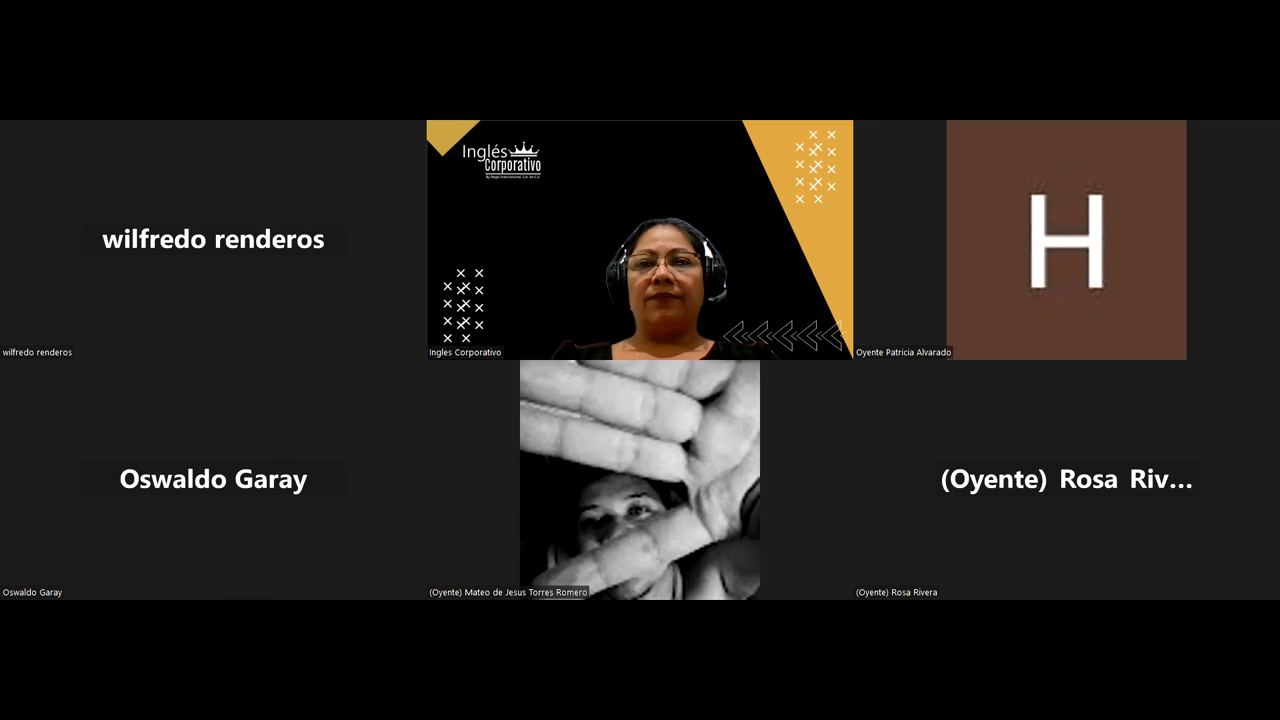 wilfredo renderos
wilfredo renderos
Inglés
Corporativo
Ingles Corporativo
H
Oyente Patricia Alvarado
Oswaldo Garay
Oswaldo Garay
(Oyente) Mateo de Jesus Torres Romero
(Oyente) Rosa Riv...
(Oyente) Rosa Rivera